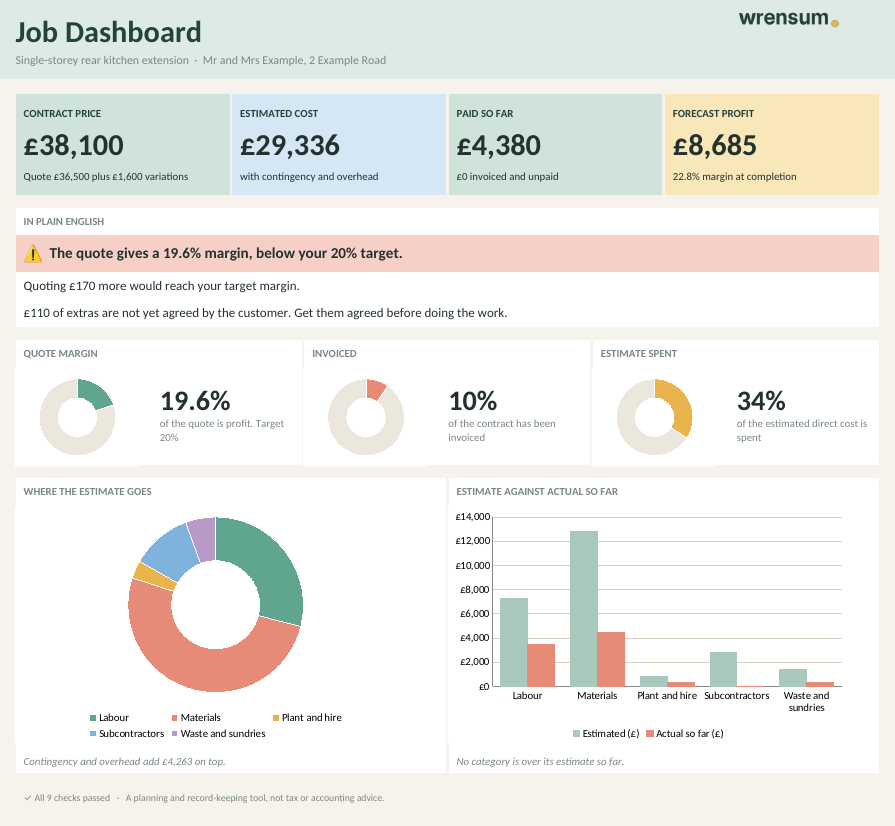 Job Dashboard
wrensum.
Single-storey rear kitchen extension · Mr and Mrs Example, 2 Example Road
CONTRACT PRICE
£38,100
Quote £36,500 plus £1,600 variations
ESTIMATED COST
£29,336
with contingency and overhead
PAID SO FAR
£4,380
£0 invoiced and unpaid
FORECAST PROFIT
£8,685
22.8% margin at completion
IN PLAIN ENGLISH
⚠️ The quote gives a 19.6% margin, below your 20% target.
Quoting £170 more would reach your target margin.
£110 of extras are not yet agreed by the customer. Get them agreed before doing the work.
QUOTE MARGIN
19.6%
of the quote is profit. Target
20%
INVOICED
10%
of the contract has been
invoiced
ESTIMATE SPENT
34%
of the estimated direct cost is
spent
WHERE THE ESTIMATE GOES
Labour
Materials
Plant and hire
Subcontractors
Waste and sundries
Contingency and overhead add £4,263 on top.
ESTIMATE AGAINST ACTUAL SO FAR
£14,000
£12,000
£10,000
£8,000
£6,000
£4,000
£2,000
£0
Labour
Materials
Plant and hire
Subcontractors
Waste and
sundries
Estimated (£)
Actual so far (£)
No category is over its estimate so far.
✓ All 9 checks passed · A planning and record-keeping tool, not tax or accounting advice.